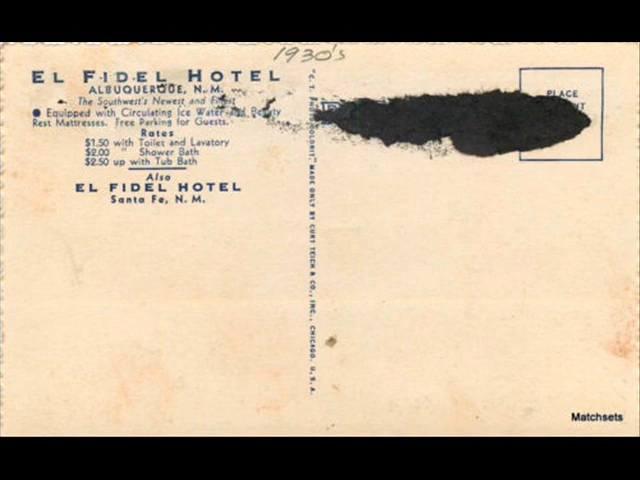 1930's
EL FIDEL HOTEL
ALBUQUERQUE, N. M.
The Southwest's Newest and Finest
● Equipped with Circulating Ice Water and Beauty
Rest Mattresses. Free Parking for Guests.
Rates
$1.50 with Toilet and Lavatory
$2.00 " Shower Bath
$2.50 up with Tub Bath
Also
EL FIDEL HOTEL
Santa Fe, N. M.
MADE ONLY BY CURT TEICH & CO., INC., CHICAGO, U.S.A.
PLACE
Matchsets